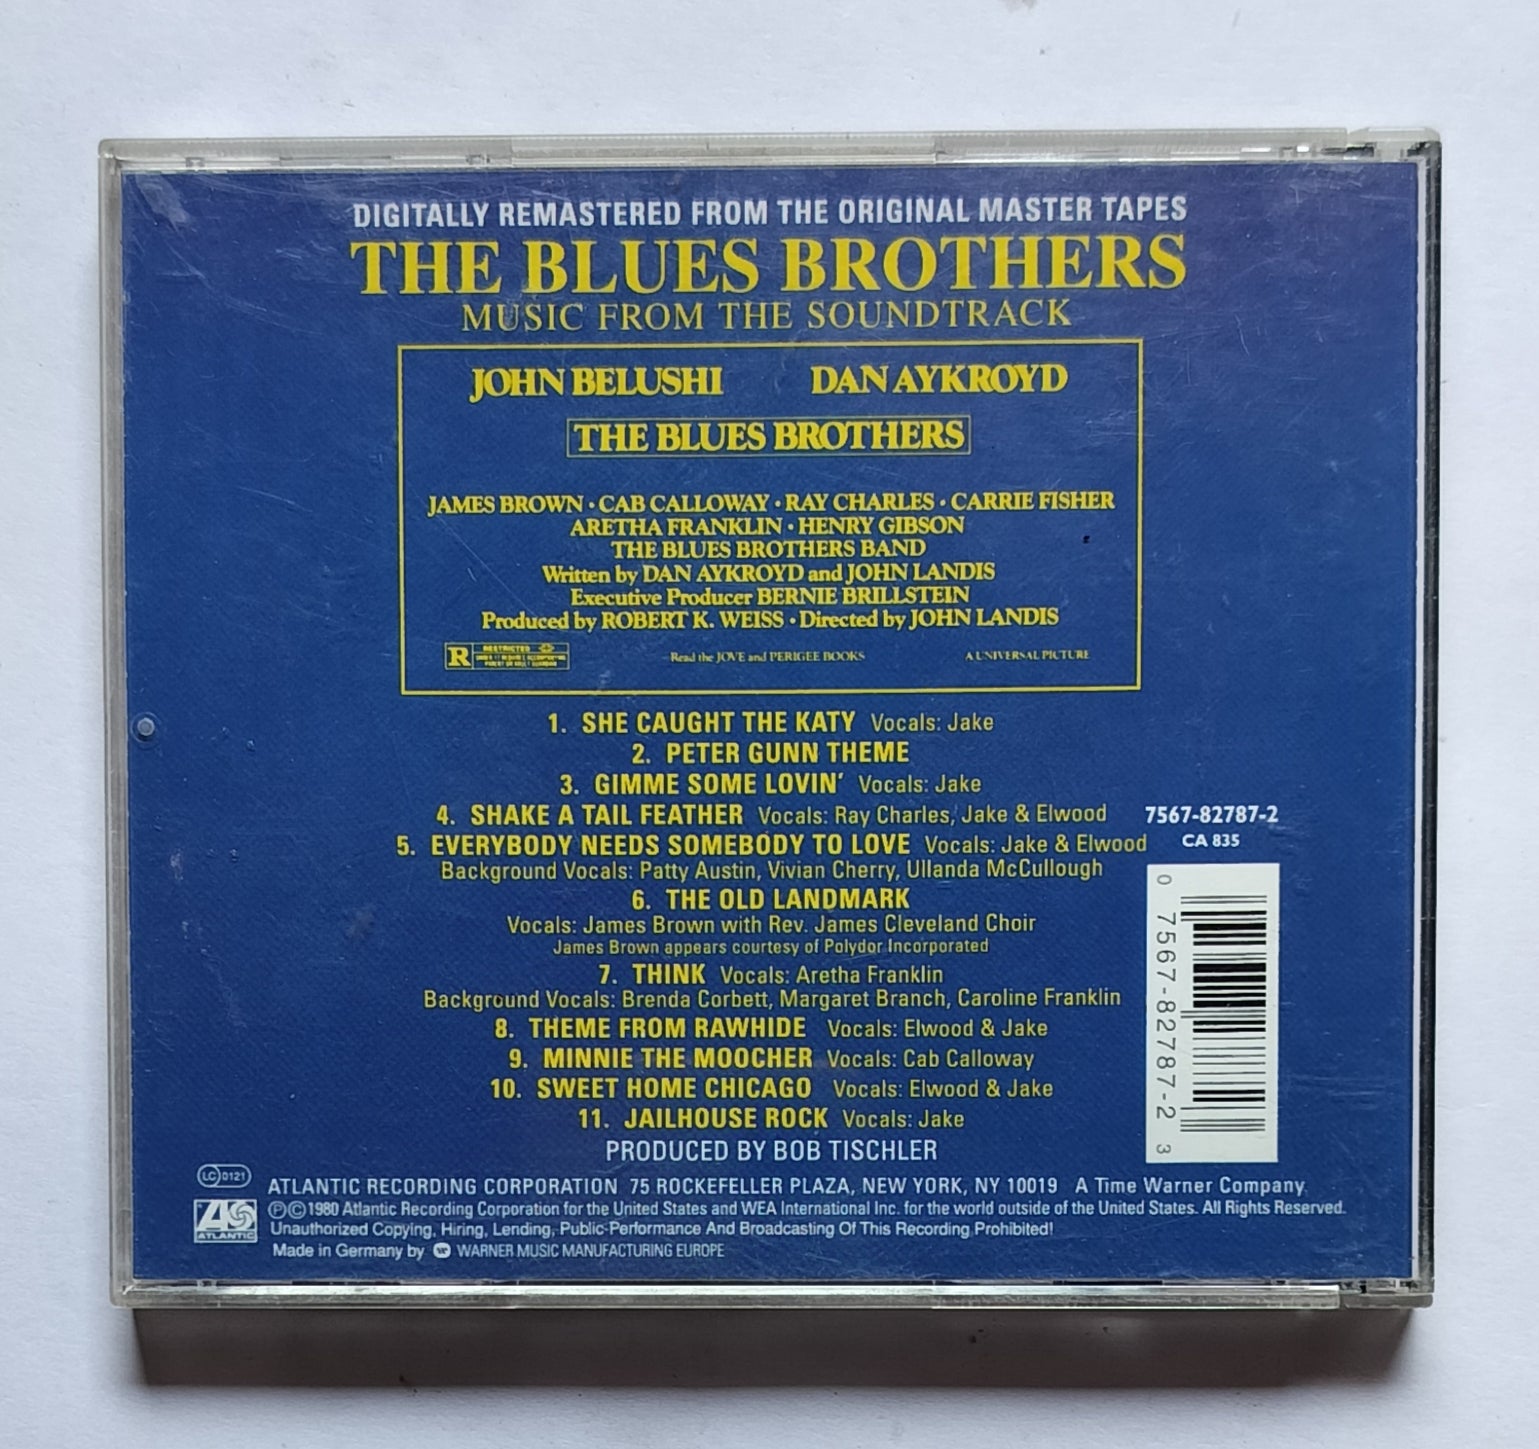 DIGITALLY REMASTERED FROM THE ORIGINAL MASTER TAPES
THE BLUES BROTHERS
MUSIC FROM THE SOUNDTRACK
JOHN BELUSHI DAN AYKROYD
THE BLUES BROTHERS
JAMES BROWN · CAB CALLOWAY · RAY CHARLES · CARRIE FISHER
ARETHA FRANKLIN · HENRY GIBSON
THE BLUES BROTHERS BAND
Written by DAN AYKROYD and JOHN LANDIS
Executive Producer BERNIE BRILLSTEIN
Produced by ROBERT K. WEISS · Directed by JOHN LANDIS
R RESTRICTED
Read the JOVE and PERIGEE BOOKS
A UNIVERSAL PICTURE
1. SHE CAUGHT THE KATY Vocals: Jake
2. PETER GUNN THEME
3. GIMME SOME LOVIN' Vocals: Jake
4. SHAKE A TAIL FEATHER Vocals: Ray Charles, Jake & Elwood
5. EVERYBODY NEEDS SOMEBODY TO LOVE Vocals: Jake & Elwood
Background Vocals: Patty Austin, Vivian Cherry, Ullanda McCullough
6. THE OLD LANDMARK
Vocals: James Brown with Rev. James Cleveland Choir
James Brown appears courtesy of Polydor Incorporated
7. THINK Vocals: Aretha Franklin
Background Vocals: Brenda Corbett, Margaret Branch, Caroline Franklin
8. THEME FROM RAWHIDE Vocals: Elwood & Jake
9. MINNIE THE MOOCHER Vocals: Cab Calloway
10. SWEET HOME CHICAGO Vocals: Elwood & Jake
11. JAILHOUSE ROCK Vocals: Jake
PRODUCED BY BOB TISCHLER
7567-82787-2
CA 835
0 7567-82787-2 3
LC 0121
ATLANTIC RECORDING CORPORATION 75 ROCKEFELLER PLAZA, NEW YORK, NY 10019 A Time Warner Company.
ATLANTIC
℗©1980 Atlantic Recording Corporation for the United States and WEA International Inc. for the world outside of the United States. All Rights Reserved.
Unauthorized Copying, Hiring, Lending, Public Performance And Broadcasting Of This Recording Prohibited!
Made in Germany by WARNER MUSIC MANUFACTURING EUROPE